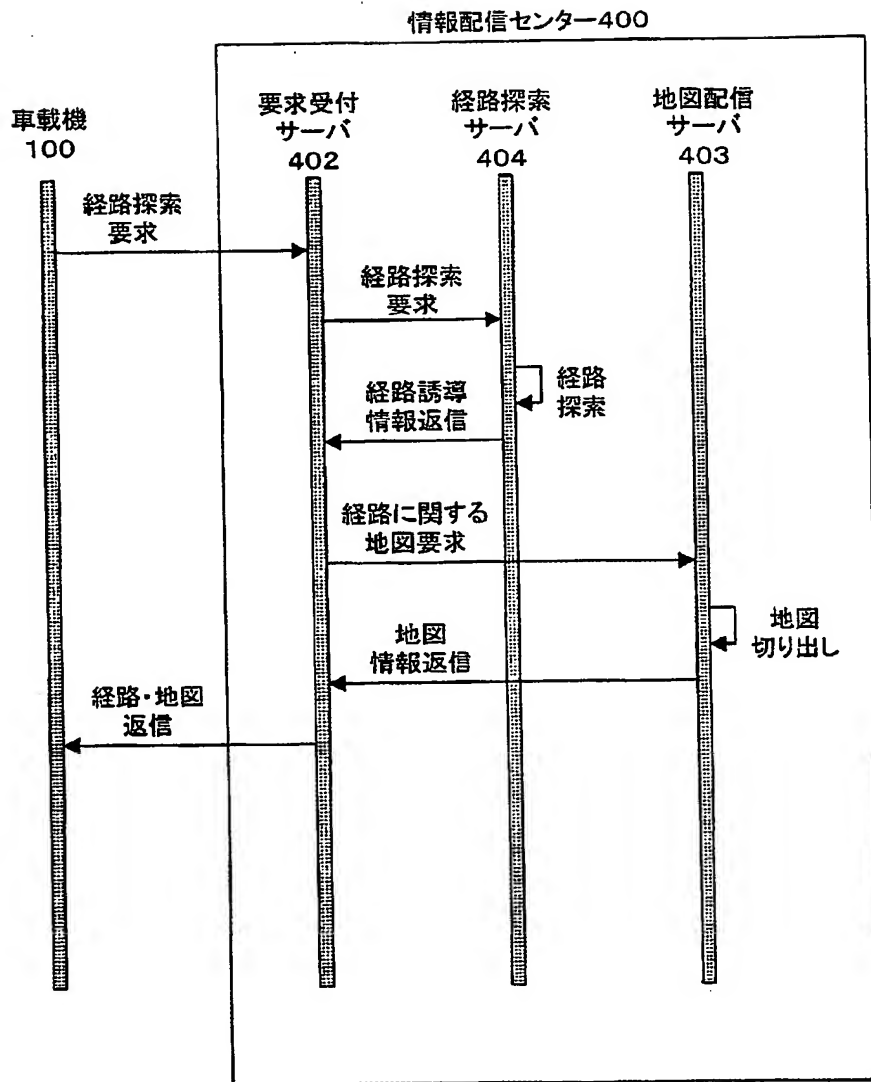 情報配信センター400
車載機
100
要求受付
サーバ
402
経路探索
サーバ
404
地図配信
サーバ
403
経路探索
要求
経路探索
要求
経路
探索
経路誘導
情報返信
経路に関する
地図要求
地図
切り出し
地図
情報返信
経路・地図
返信